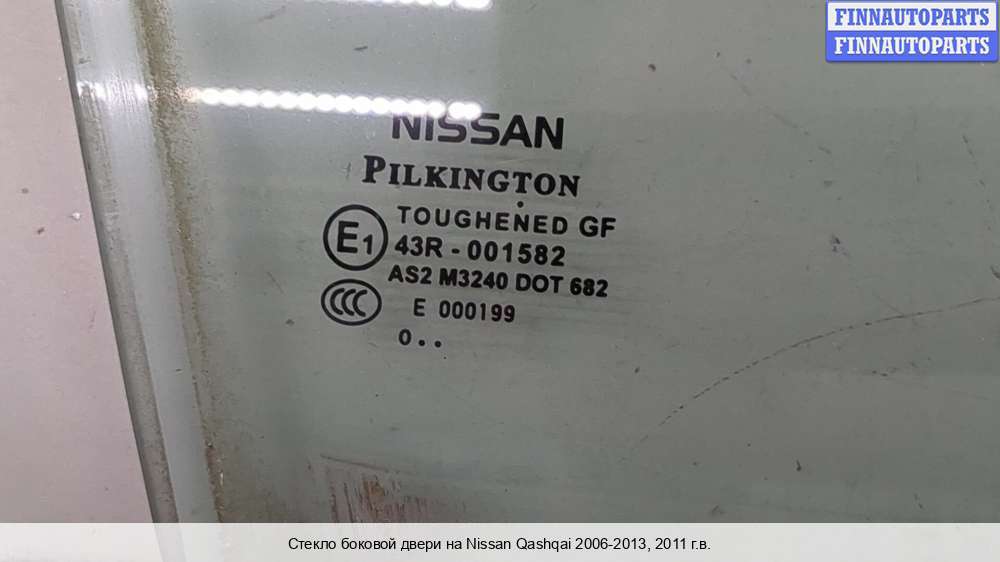 FINNAUTOPARTS
FINNAUTOPARTS
NISSAN
PILKINGTON
TOUGHENED GF
E1 43R - 001582
AS2 M3240 DOT 682
CCC E 000199
0..
Стекло боковой двери на Nissan Qashqai 2006-2013, 2011 г.в.